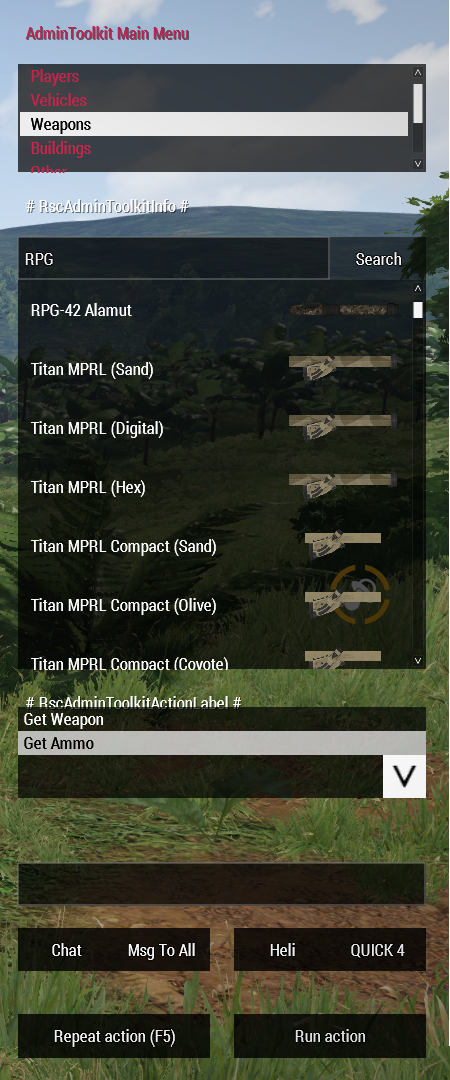 AdminToolkit Main Menu
Players
Vehicles
Weapons
Buildings
Other
# RscAdminToolkitInfo #
RPG Search
RPG-42 Alamut
Titan MPRL (Sand)
Titan MPRL (Digital)
Titan MPRL (Hex)
Titan MPRL Compact (Sand)
Titan MPRL Compact (Olive)
Titan MPRL Compact (Coyote)
# RscAdminToolkitActionLabel #
Get Weapon
Get Ammo
Chat Msg To All Heli QUICK 4
Repeat action (F5) Run action